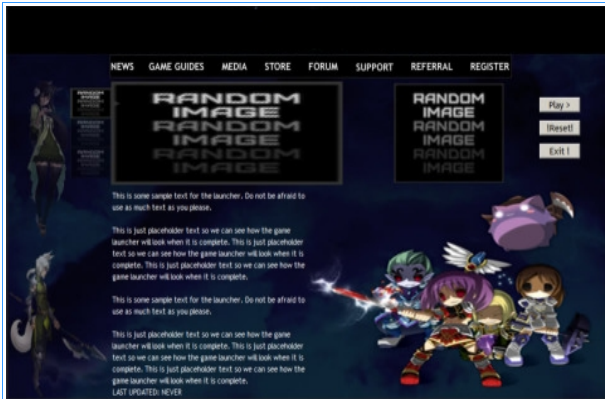 NEWS GAME GUIDES MEDIA STORE FORUM SUPPORT REFERRAL REGISTER
RANDOM
IMAGE
RANDOM
IMAGE
RANDOM
IMAGE
RANDOM
IMAGE
RANDOM
IMAGE
RANDOM
IMAGE
Play >
!Reset!
Exit !
This is some sample text for the launcher. Do not be afraid to
use as much text as you please.
This is just placeholder text so we can see how the game
launcher will look when it is complete. This is just placeholder
text so we can see how the game launcher will look when it is
complete. This is just placeholder text so we can see how the
game launcher will look when it is complete.
This is some sample text for the launcher. Do not be afraid to
use as much text as you please.
This is just placeholder text so we can see how the game
launcher will look when it is complete. This is just placeholder
text so we can see how the game launcher will look when it is
complete. This is just placeholder text so we can see how the
game launcher will look when it is complete.
LAST UPDATED: NEVER